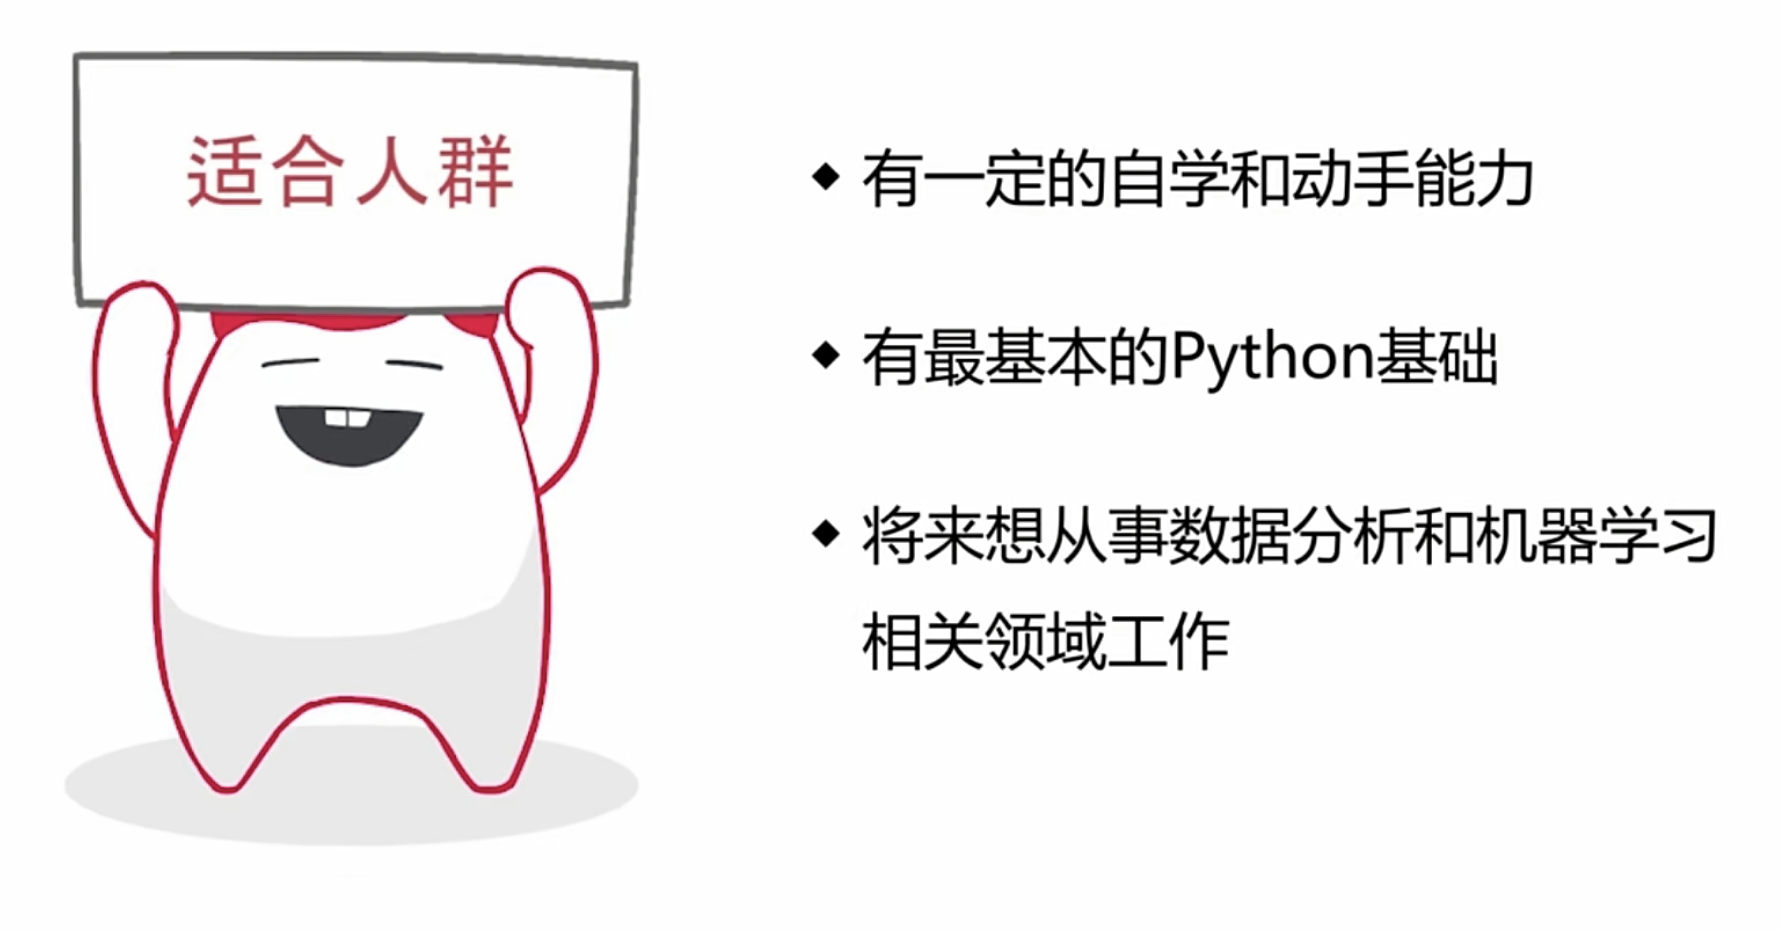 适合人群
◆ 有一定的自学和动手能力
◆ 有最基本的Python基础
◆ 将来想从事数据分析和机器学习
相关领域工作